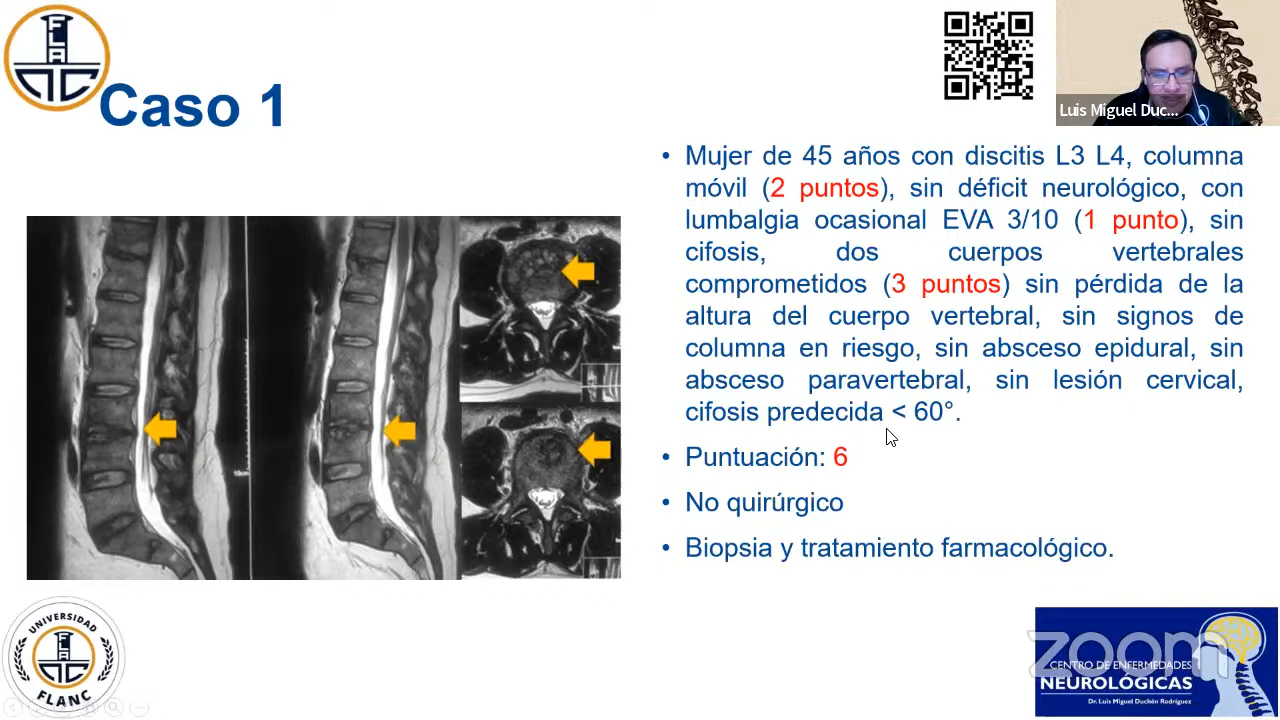 FLANC
Caso 1
Luis Miguel Duc...
• Mujer de 45 años con discitis L3 L4, columna
móvil (2 puntos), sin déficit neurológico, con
lumbalgia ocasional EVA 3/10 (1 punto), sin
cifosis, dos cuerpos vertebrales
comprometidos (3 puntos) sin pérdida de la
altura del cuerpo vertebral, sin signos de
columna en riesgo, sin absceso epidural, sin
absceso paravertebral, sin lesión cervical,
cifosis predecida < 60°.
• Puntuación: 6
• No quirúrgico
• Biopsia y tratamiento farmacológico.
UNIVERSIDAD
FLANC
FLANC
zoom
CENTRO DE ENFERMEDADES
NEUROLÓGICAS
Dr. Luis Miguel Duchén Rodríguez